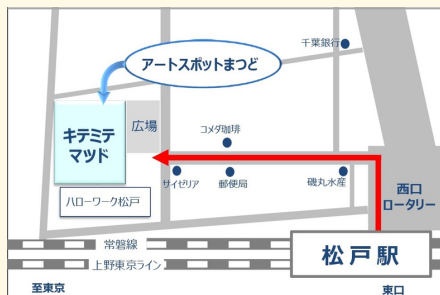 千葉銀行
アートスポットまつど
広場
コメダ珈琲
キテミテ
マツド
サイゼリア
郵便局
磯丸水産
西口
ロータリー
ハローワーク松戸
常磐線
松戸駅
上野東京ライン
至東京
東口